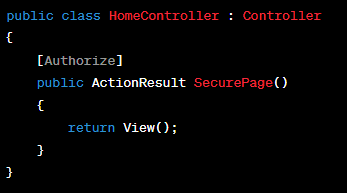 public class HomeController : Controller
{
    [Authorize]
    public ActionResult SecurePage()
    {
        return View();
    }
}